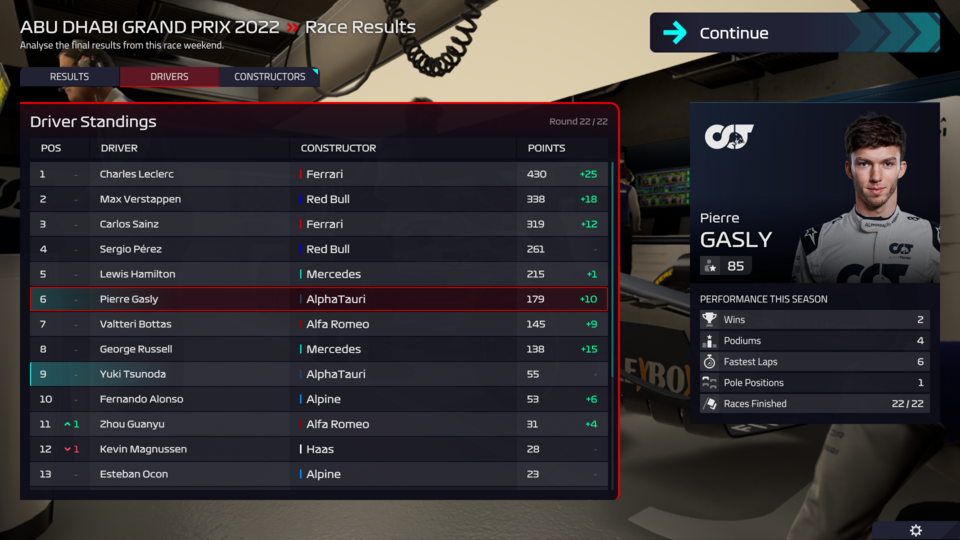 ABU DHABI GRAND PRIX 2022 » Race Results
Analyse the final results from this race weekend.
Continue
RESULTS DRIVERS CONSTRUCTORS
Driver Standings Round 22 / 22
POS DRIVER CONSTRUCTOR POINTS
1 - Charles Leclerc Ferrari 430 +25
2 - Max Verstappen Red Bull 338 +18
3 - Carlos Sainz Ferrari 319 +12
4 - Sergio Pérez Red Bull 261 -
5 - Lewis Hamilton Mercedes 215 +1
6 - Pierre Gasly AlphaTauri 179 +10
7 - Valtteri Bottas Alfa Romeo 145 +9
8 - George Russell Mercedes 138 +15
9 - Yuki Tsunoda AlphaTauri 55 -
10 - Fernando Alonso Alpine 53 +6
11 1 Zhou Guanyu Alfa Romeo 31 +4
12 1 Kevin Magnussen Haas 28 -
13 - Esteban Ocon Alpine 23 -
Pierre
GASLY
85
PERFORMANCE THIS SEASON
Wins 2
Podiums 4
Fastest Laps 6
Pole Positions 1
Races Finished 22 / 22